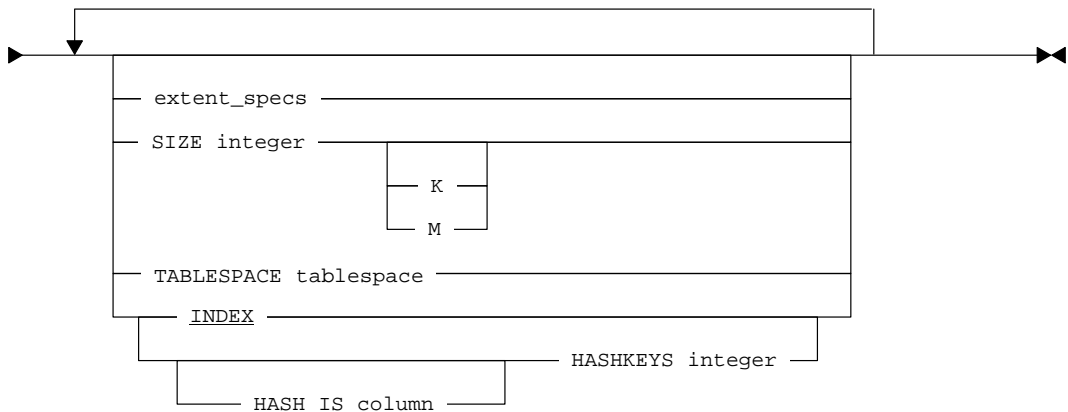 extent_specs
SIZE integer
K
M
TABLESPACE tablespace
INDEX
HASHKEYS integer
HASH IS column